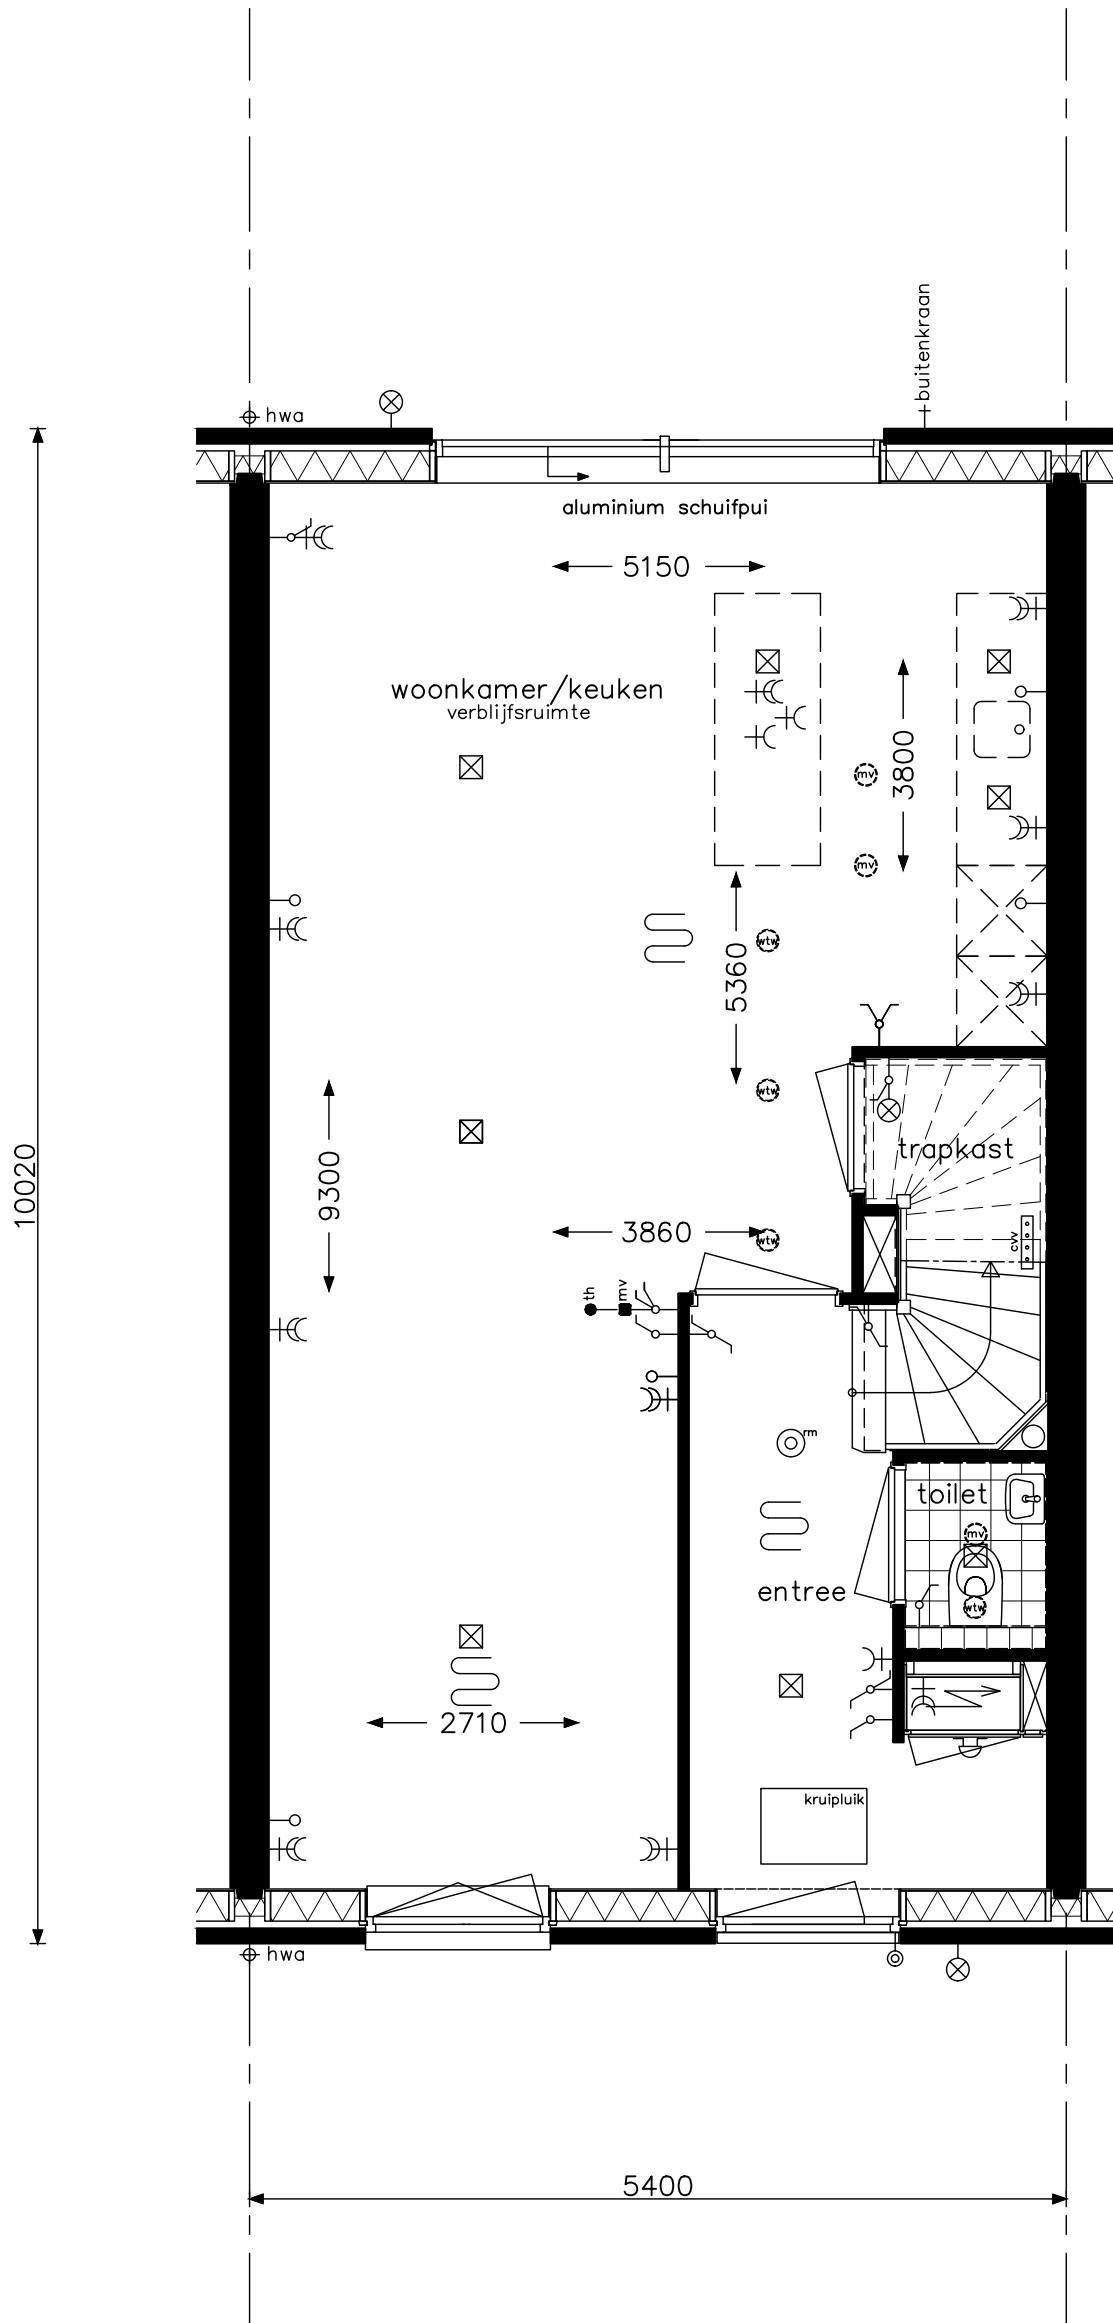 buitenkraan
hwa
aluminium schuifpui
5150
woonkamer/keuken
verblijfsruimte
3800
mv
mv
wtw
5360
wtw
trapkast
10020
9300
3860
wtw
cvv
th
mv
rm
toilet
mv
entree
wtw
2710
kruipluik
hwa
5400